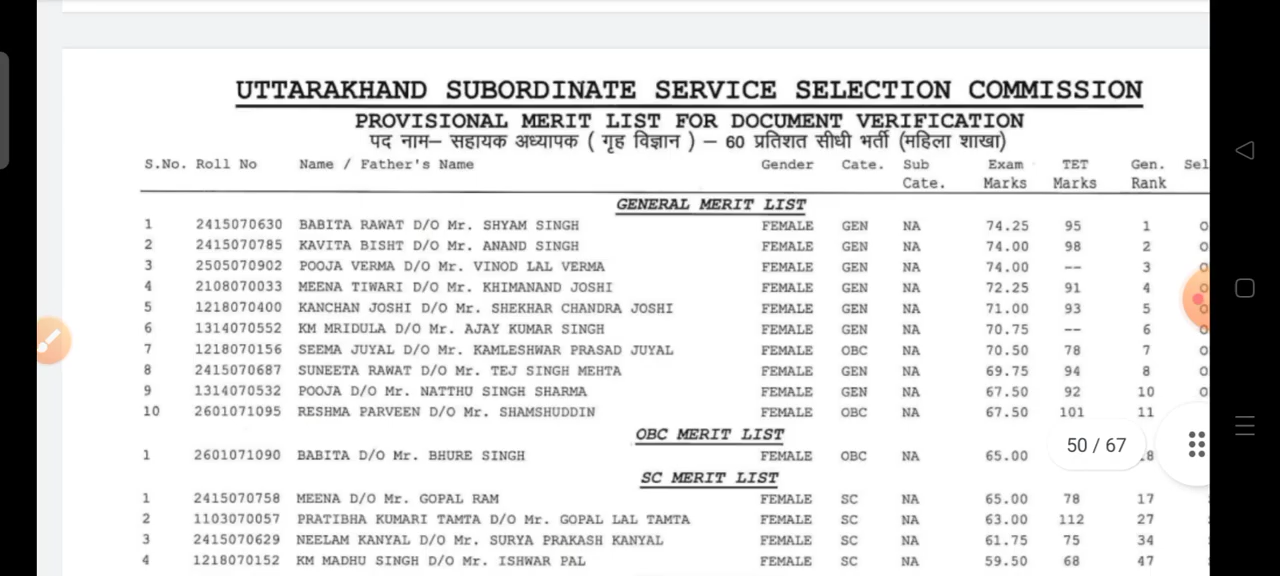 UTTARAKHAND SUBORDINATE SERVICE SELECTION COMMISSION
PROVISIONAL MERIT LIST FOR DOCUMENT VERIFICATION
पद नाम– सहायक अध्यापक ( गृह विज्ञान ) – 60 प्रतिशत सीधी भर्ती (महिला शाखा)
S.No. Roll No Name / Father's Name Gender Cate. Sub Cate. Exam Marks TET Marks Gen. Rank Sel
GENERAL MERIT LIST
1 2415070630 BABITA RAWAT D/O Mr. SHYAM SINGH FEMALE GEN NA 74.25 95 1 O
2 2415070785 KAVITA BISHT D/O Mr. ANAND SINGH FEMALE GEN NA 74.00 98 2 O
3 2505070902 POOJA VERMA D/O Mr. VINOD LAL VERMA FEMALE GEN NA 74.00 -- 3 O
4 2108070033 MEENA TIWARI D/O Mr. KHIMANAND JOSHI FEMALE GEN NA 72.25 91 4
5 1218070400 KANCHAN JOSHI D/O Mr. SHEKHAR CHANDRA JOSHI FEMALE GEN NA 71.00 93 5
6 1314070552 KM MRIDULA D/O Mr. AJAY KUMAR SINGH FEMALE GEN NA 70.75 -- 6 O
7 1218070156 SEEMA JUYAL D/O Mr. KAMLESHWAR PRASAD JUYAL FEMALE OBC NA 70.50 78 7 O
8 2415070687 SUNEETA RAWAT D/O Mr. TEJ SINGH MEHTA FEMALE GEN NA 69.75 94 8 O
9 1314070532 POOJA D/O Mr. NATTHU SINGH SHARMA FEMALE GEN NA 67.50 92 10 O
10 2601071095 RESHMA PARVEEN D/O Mr. SHAMSHUDDIN FEMALE OBC NA 67.50 101 11
OBC MERIT LIST
50 / 67
1 2601071090 BABITA D/O Mr. BHURE SINGH FEMALE OBC NA 65.00
SC MERIT LIST
1 2415070758 MEENA D/O Mr. GOPAL RAM FEMALE SC NA 65.00 78 17
2 1103070057 PRATIBHA KUMARI TAMTA D/O Mr. GOPAL LAL TAMTA FEMALE SC NA 63.00 112 27
3 2415070629 NEELAM KANYAL D/O Mr. SURYA PRAKASH KANYAL FEMALE SC NA 61.75 75 34
4 1218070152 KM MADHU SINGH D/O Mr. ISHWAR PAL FEMALE SC NA 59.50 68 47